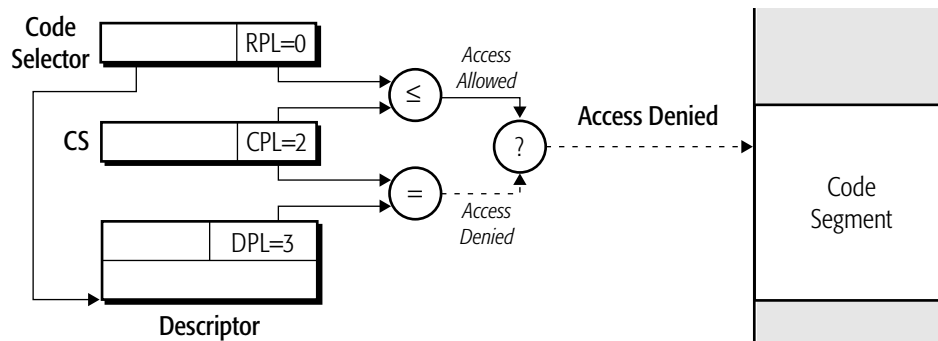 Code
Selector
RPL=0
Access
Allowed
≤
CS
CPL=2
?
Access Denied
=
Access
Denied
DPL=3
Descriptor
Code
Segment